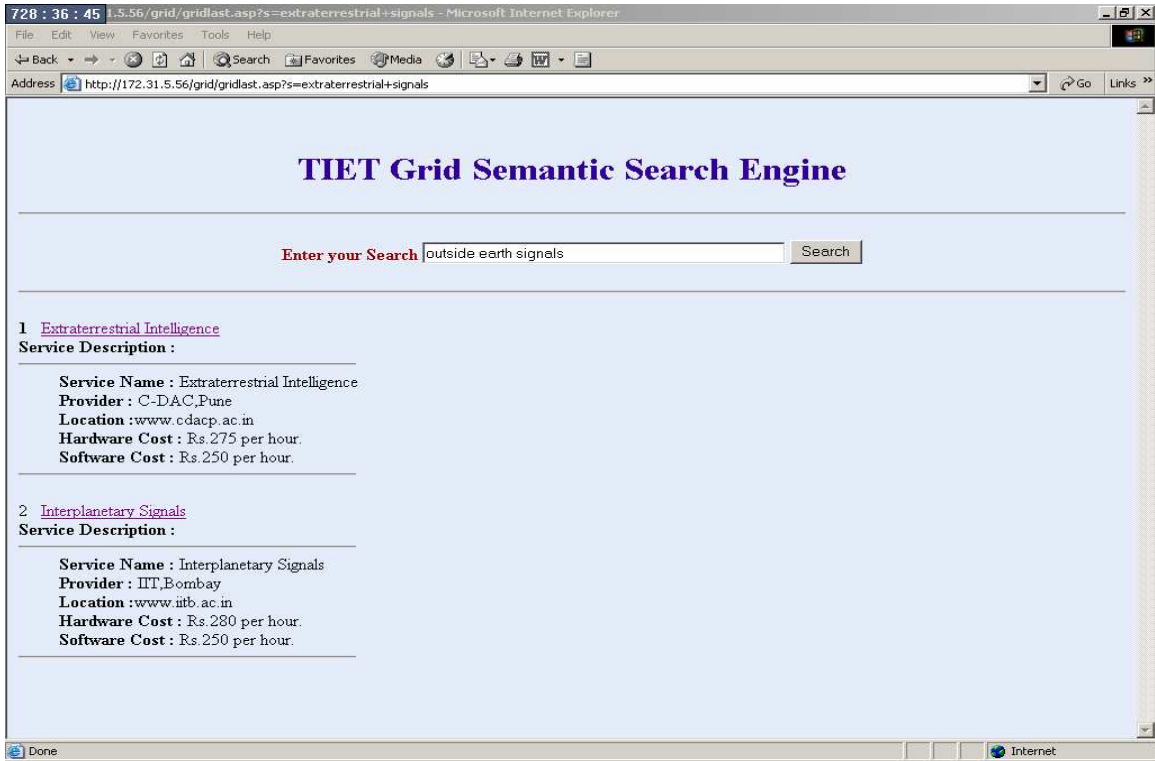 728 : 36 : 45 1.5.56/grid/gridlast.asp?s=extraterrestrial+signals - Microsoft Internet Explorer
File Edit View Favorites Tools Help
Back Search Favorites Media
Address http://172.31.5.56/grid/gridlast.asp?s=extraterrestrial+signals Go Links »
TIET Grid Semantic Search Engine
Enter your Search outside earth signals Search
1 Extraterrestrial Intelligence
Service Description :
Service Name : Extraterrestrial Intelligence
Provider : C-DAC,Pune
Location :www.cdacp.ac.in
Hardware Cost : Rs.275 per hour.
Software Cost : Rs.250 per hour.
2 Interplanetary Signals
Service Description :
Service Name : Interplanetary Signals
Provider : IIT,Bombay
Location :www.iitb.ac.in
Hardware Cost : Rs.280 per hour.
Software Cost : Rs.250 per hour.
Done Internet